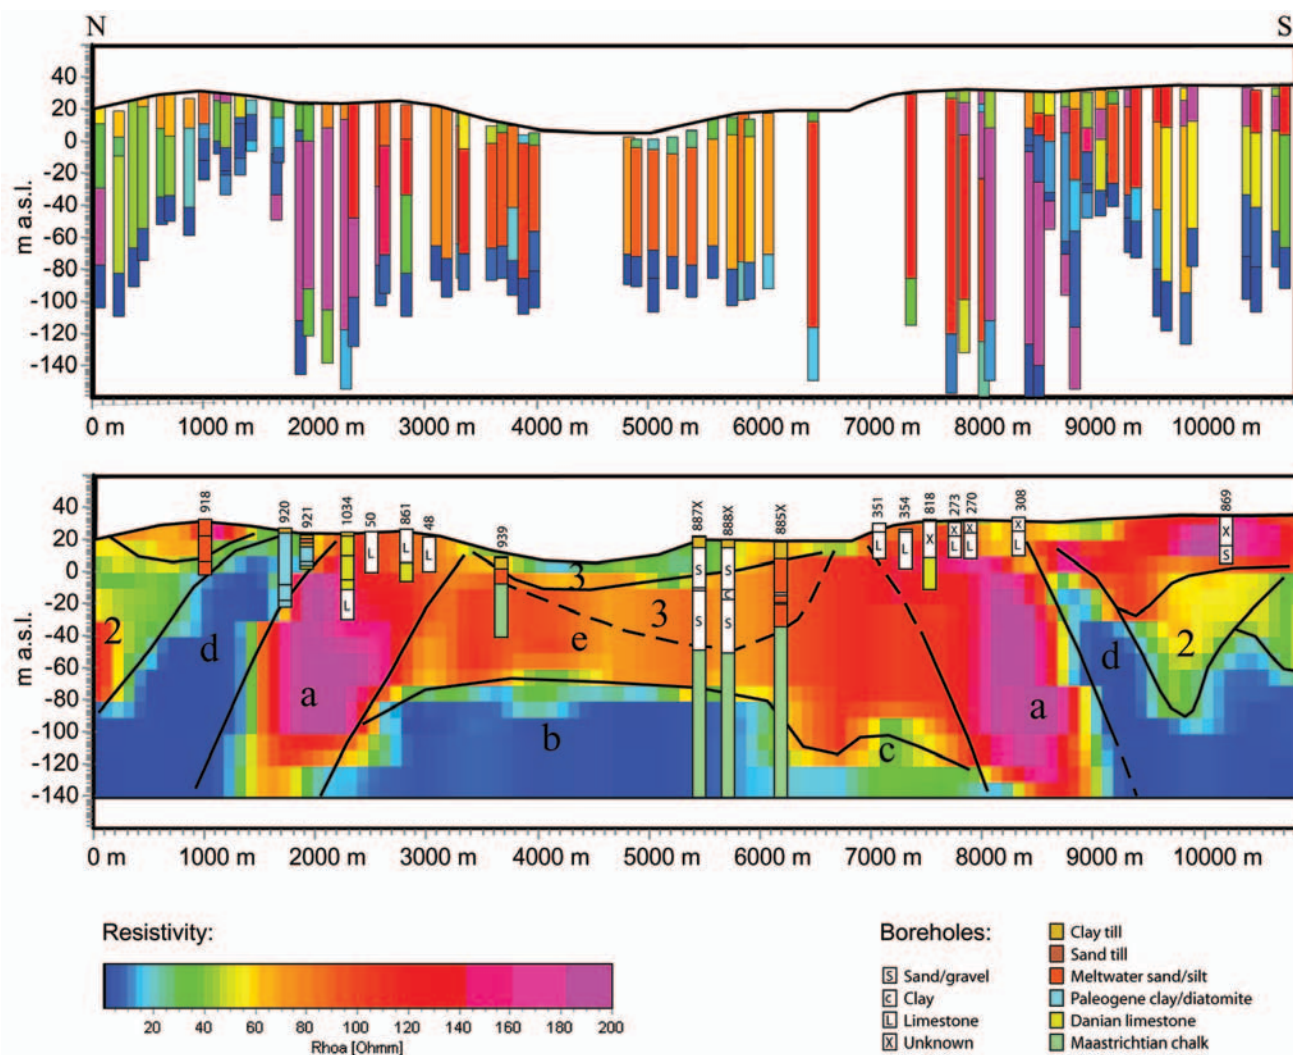 N S
40
20
0
-20
-40
-60
-80
-100
-120
-140
m a.s.l.
0 m 1000 m 2000 m 3000 m 4000 m 5000 m 6000 m 7000 m 8000 m 9000 m 10000 m
918 920 921 1034 50 861 48 939 887X 888X 885X 351 354 818 273 270 308 869
40
20
0
-20
-40
-60
-80
-100
-120
-140
m a.s.l.
L L L L S S S C S L L X X L X L X L X S
2 d a 3 3 e b c a d 2
0 m 1000 m 2000 m 3000 m 4000 m 5000 m 6000 m 7000 m 8000 m 9000 m 10000 m
Resistivity:
20 40 60 80 100 120 140 160 180 200
Rhoa [Ohmm]
Boreholes:
S Sand/gravel
C Clay
L Limestone
X Unknown
Clay till
Sand till
Meltwater sand/silt
Paleogene clay/diatomite
Danian limestone
Maastrichtian chalk